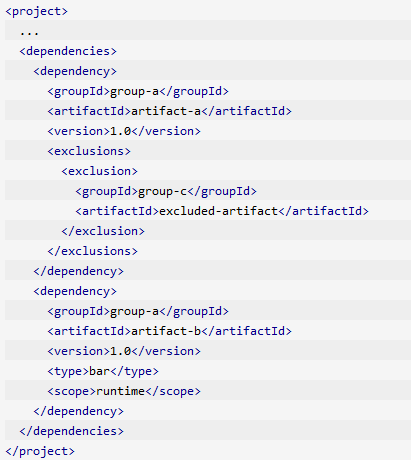 <project>
  ...
  <dependencies>
    <dependency>
      <groupId>group-a</groupId>
      <artifactId>artifact-a</artifactId>
      <version>1.0</version>
      <exclusions>
        <exclusion>
          <groupId>group-c</groupId>
          <artifactId>excluded-artifact</artifactId>
        </exclusion>
      </exclusions>
    </dependency>
    <dependency>
      <groupId>group-a</groupId>
      <artifactId>artifact-b</artifactId>
      <version>1.0</version>
      <type>bar</type>
      <scope>runtime</scope>
    </dependency>
  </dependencies>
</project>